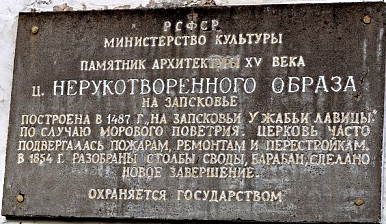 РСФСР
МИНИСТЕРСТВО КУЛЬТУРЫ
ПАМЯТНИК АРХИТЕКТУРЫ XV ВЕКА
Ц. НЕРУКОТВОРЕННОГО ОБРАЗА
НА ЗАПСКОВЬЕ
ПОСТРОЕНА В 1487 Г., НА ЗАПСКОВЬИ У ЖАБЬИ ЛАВИЦЫ,
ПО СЛУЧАЮ МОРОВОГО ПОВЕТРИЯ. ЦЕРКОВЬ ЧАСТО
ПОДВЕРГАЛАСЬ ПОЖАРАМ, РЕМОНТАМ И ПЕРЕСТРОЙКАМ.
В 1854 Г. РАЗОБРАНЫ СТОЛБЫ СВОДЫ, БАРАБАН, СДЕЛАНО
НОВОЕ ЗАВЕРШЕНИЕ.
ОХРАНЯЕТСЯ ГОСУДАРСТВОМ